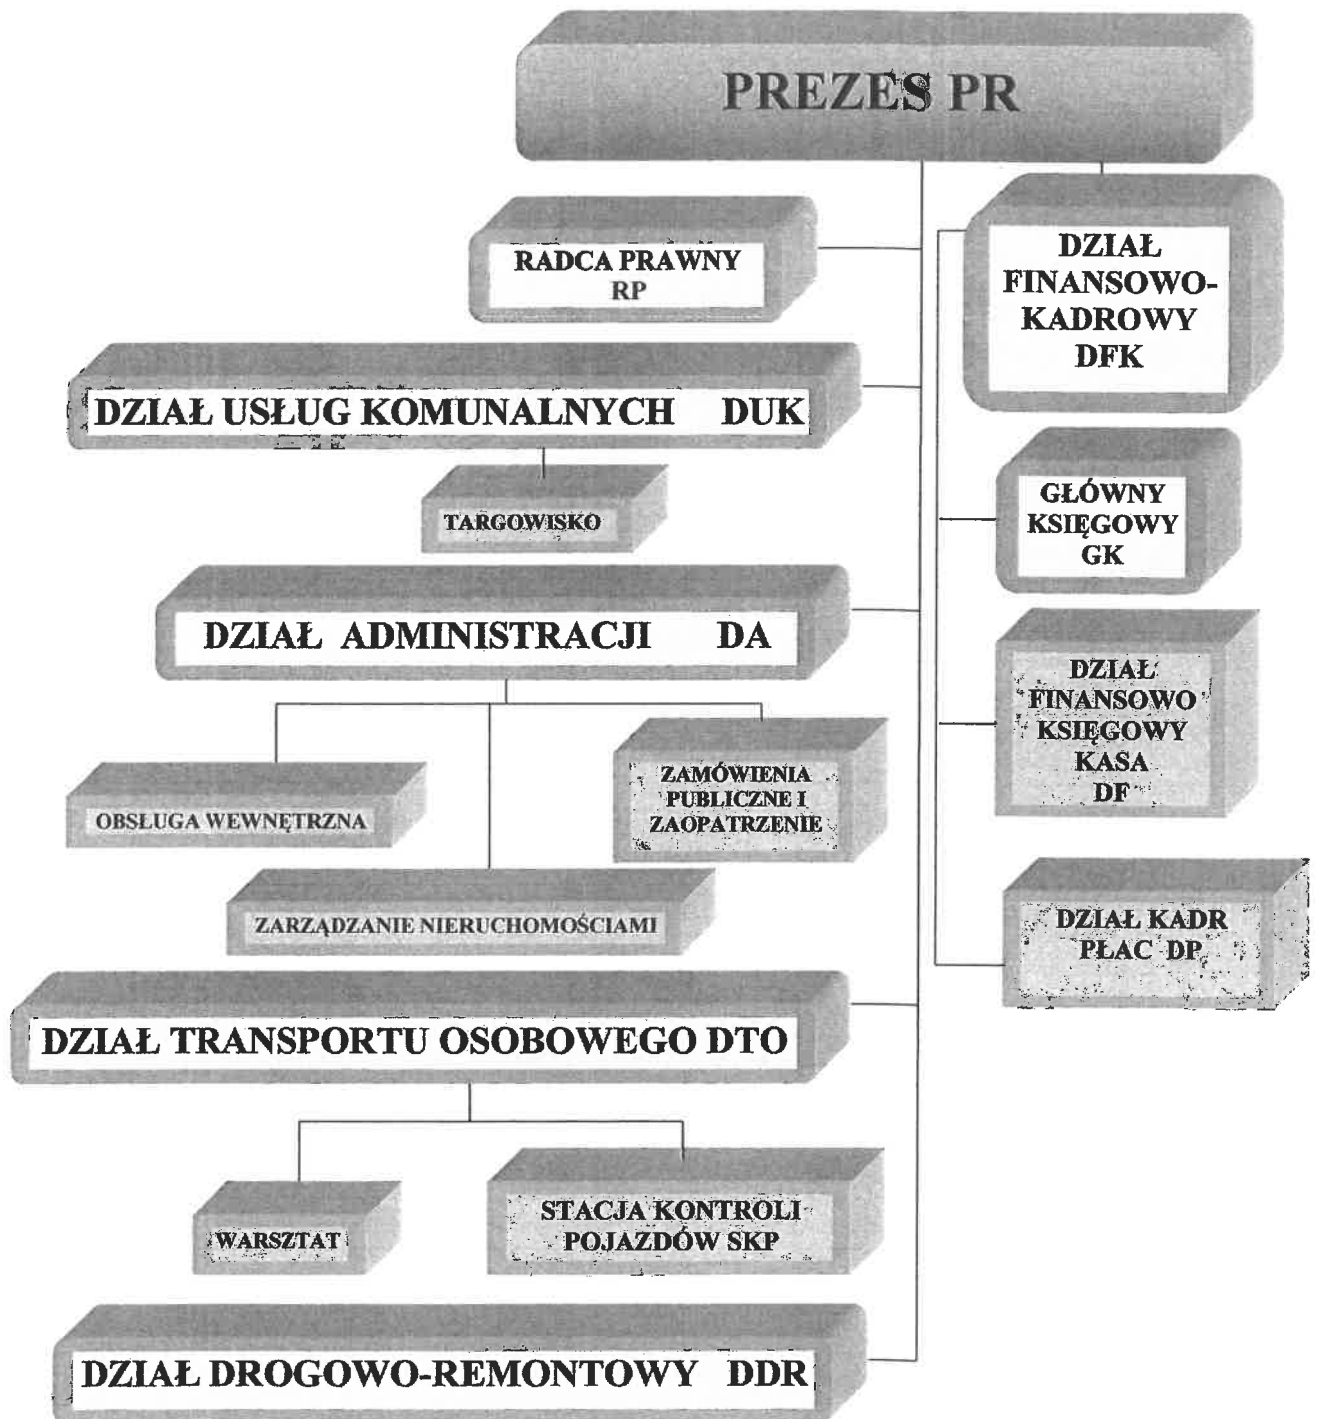 PREZES PR
RADCA PRAWNY
RP
DZIAŁ
FINANSOWO-
KADROWY
DFK
DZIAŁ USŁUG KOMUNALNYCH DUK
TARGOWISKO
GŁÓWNY
KSIĘGOWY
GK
DZIAŁ ADMINISTRACJI DA
DZIAŁ
FINANSOWO
KSIĘGOWY
KASA
DF
OBSŁUGA WEWNĘTRZNA
ZAMÓWIENIA
PUBLICZNE I
ZAOPATRZENIE
ZARZĄDZANIE NIERUCHOMOŚCIAMI
DZIAŁ KADR
PŁAC DP
DZIAŁ TRANSPORTU OSOBOWEGO DTO
WARSZTAT
STACJA KONTROLI
POJAZDÓW SKP
DZIAŁ DROGOWO-REMONTOWY DDR